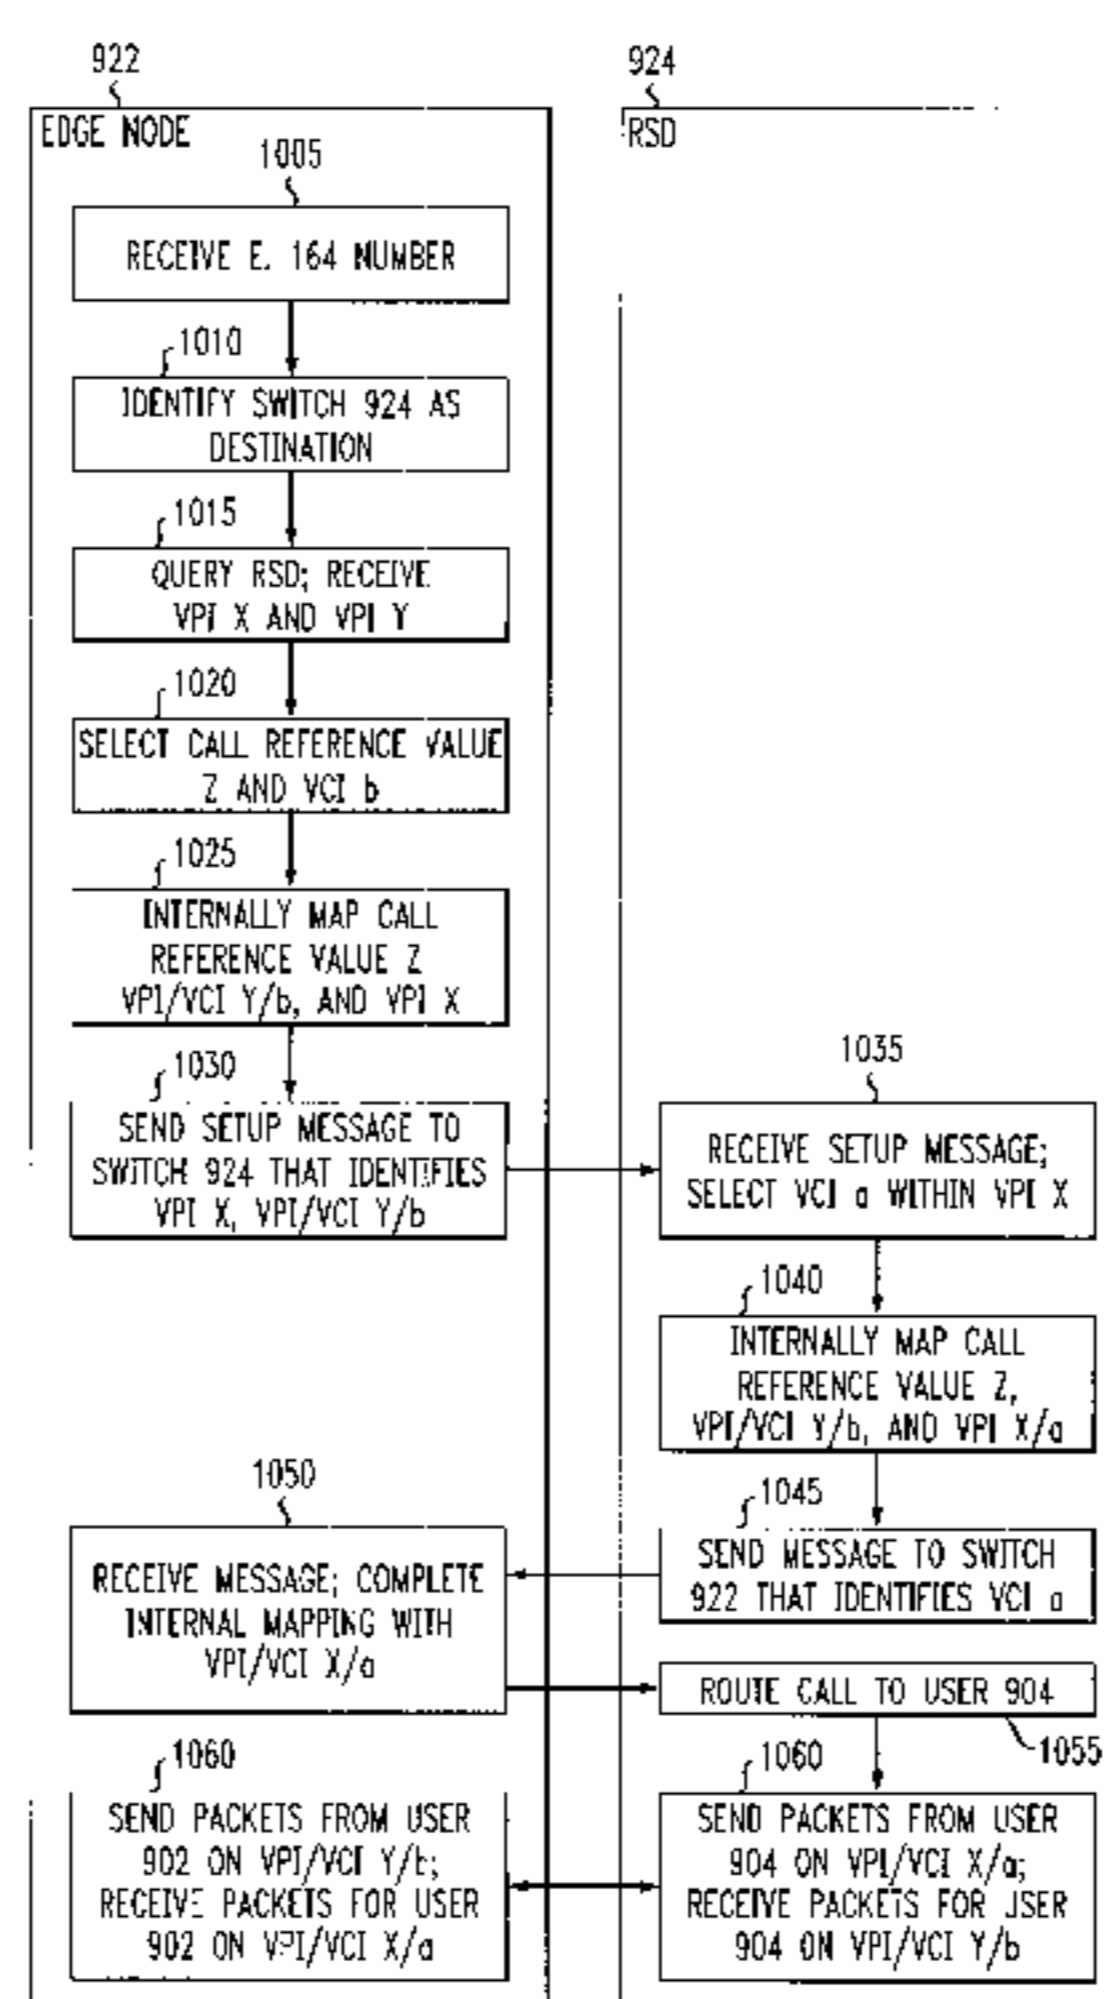 922
924
EDGE NODE
RSD
1005
RECEIVE E. 164 NUMBER
1010
IDENTIFY SWITCH 924 AS
DESTINATION
1015
QUERY RSD; RECEIVE
VPI X AND VPI Y
1020
SELECT CALL REFERENCE VALUE
Z AND VCI b
1025
INTERNALLY MAP CALL
REFERENCE VALUE Z
VPI/VCI Y/b, AND VPI X
1030
SEND SETUP MESSAGE TO
SWITCH 924 THAT IDENTIFIES
VPI X, VPI/VCI Y/b
1035
RECEIVE SETUP MESSAGE;
SELECT VCI a WITHIN VPI X
1040
INTERNALLY MAP CALL
REFERENCE VALUE Z,
VPI/VCI Y/b, AND VPI X/a
1045
SEND MESSAGE TO SWITCH
922 THAT IDENTIFIES VCI a
1050
RECEIVE MESSAGE; COMPLETE
INTERNAL MAPPING WITH
VPI/VCI X/a
ROUTE CALL TO USER 904
1055
1060
SEND PACKETS FROM USER
902 ON VPI/VCI Y/b;
RECEIVE PACKETS FOR USER
902 ON VPI/VCI X/a
1060
SEND PACKETS FROM USER
904 ON VPI/VCI X/a;
RECEIVE PACKETS FOR USER
904 ON VPI/VCI Y/b